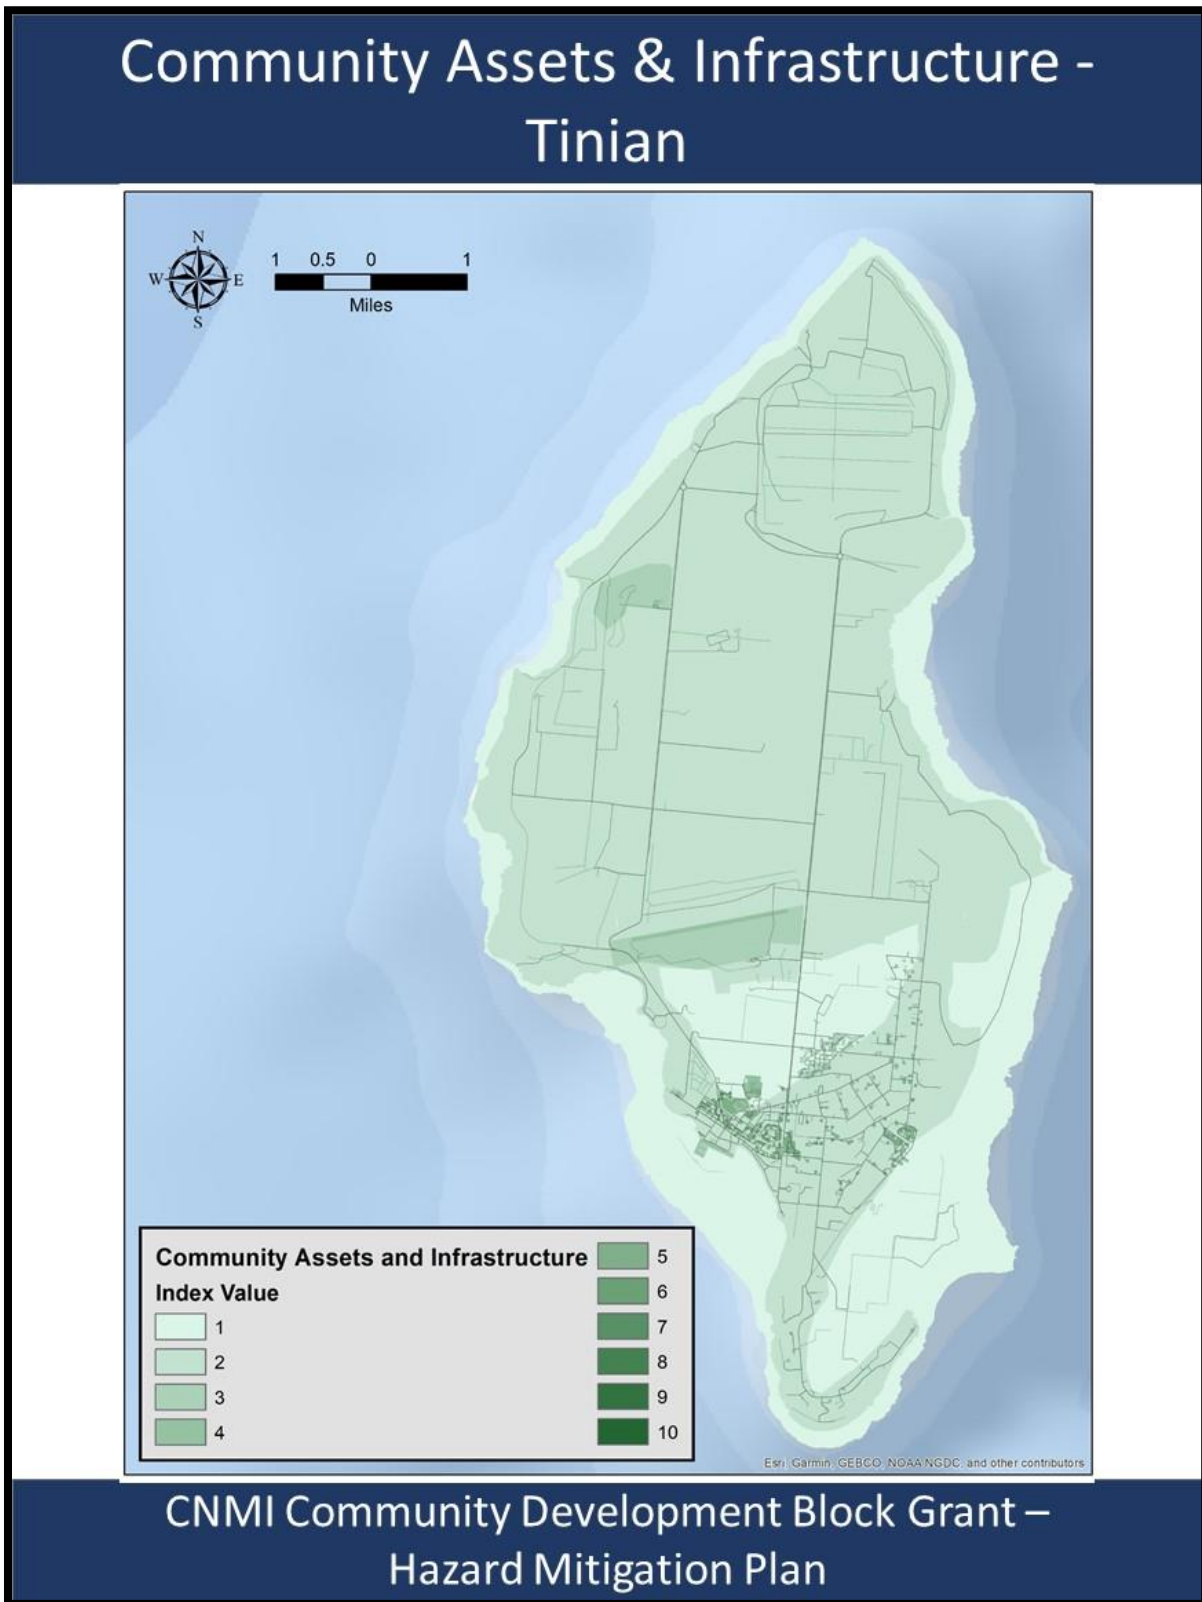 Community Assets & Infrastructure -
Tinian
N
W E
S
1 0.5 0 1
Miles
Community Assets and Infrastructure
Index Value
1
2
3
4
5
6
7
8
9
10
Esri, Garmin, GEBCO, NOAA NGDC, and other contributors
CNMI Community Development Block Grant –
Hazard Mitigation Plan